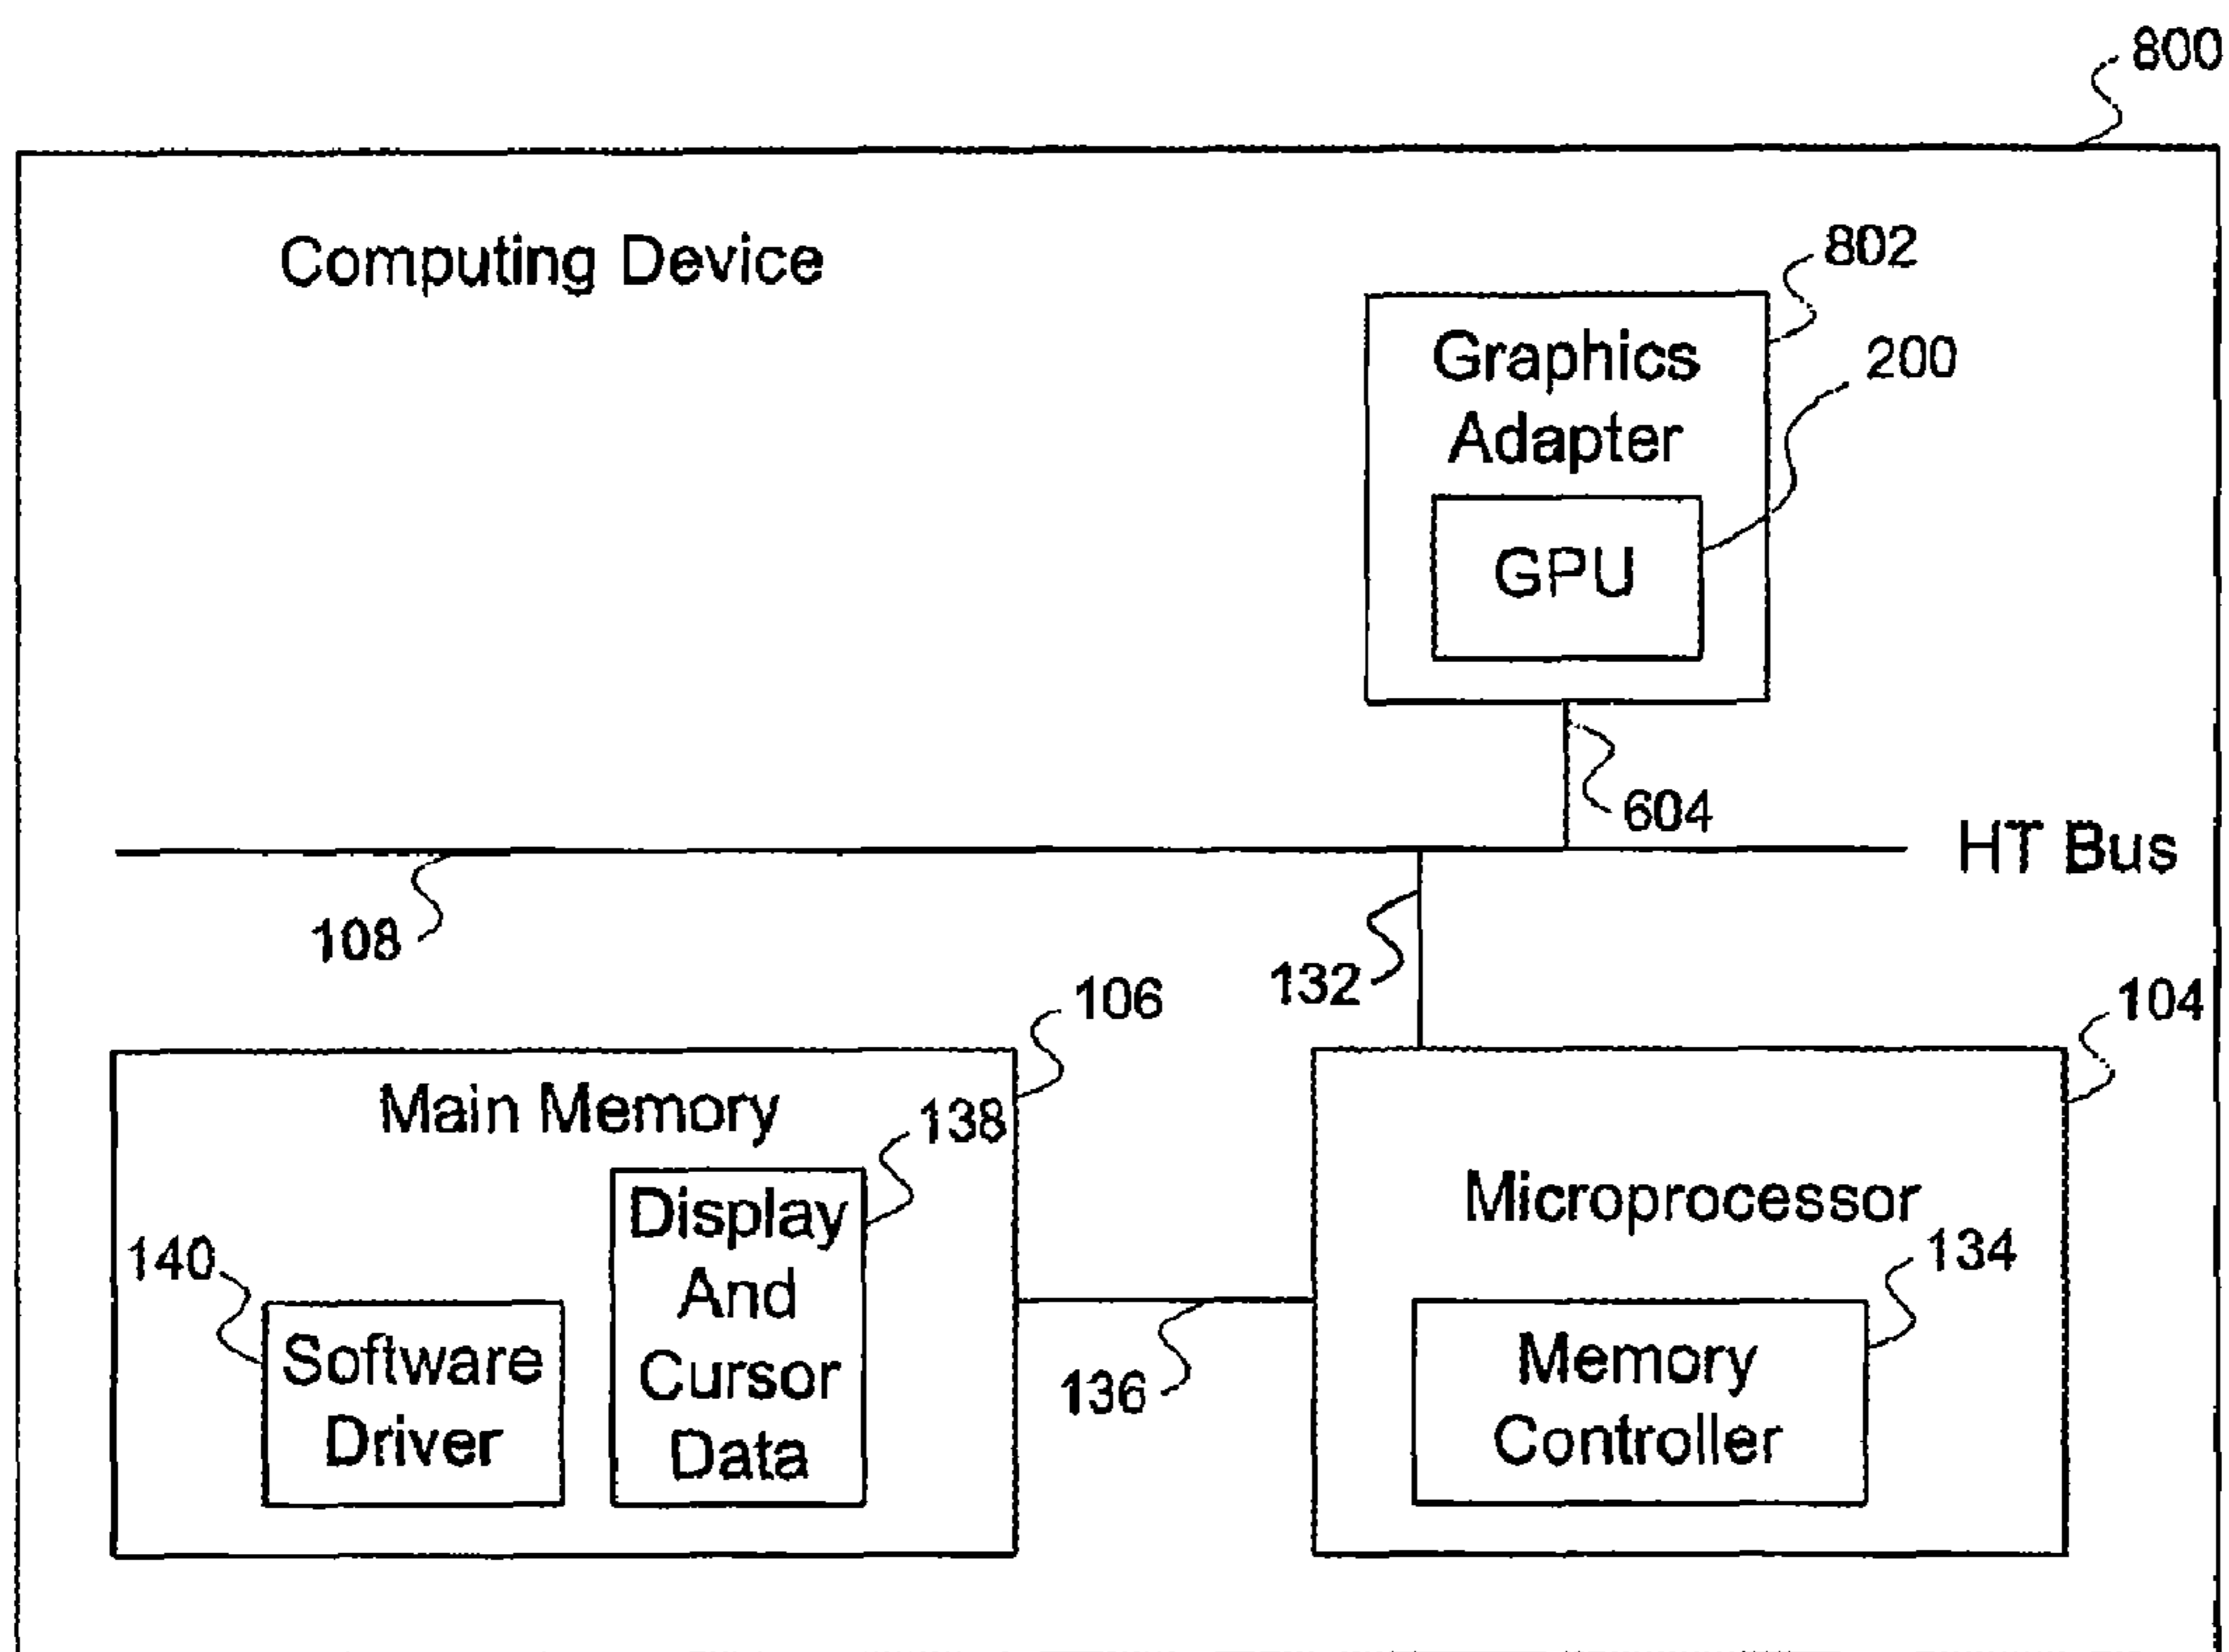 800
Computing Device
802
Graphics
Adapter
200
GPU
604
HT Bus
108
132
106
104
Main Memory
138
Display
And
Cursor
Data
140
Software
Driver
136
Microprocessor
134
Memory
Controller